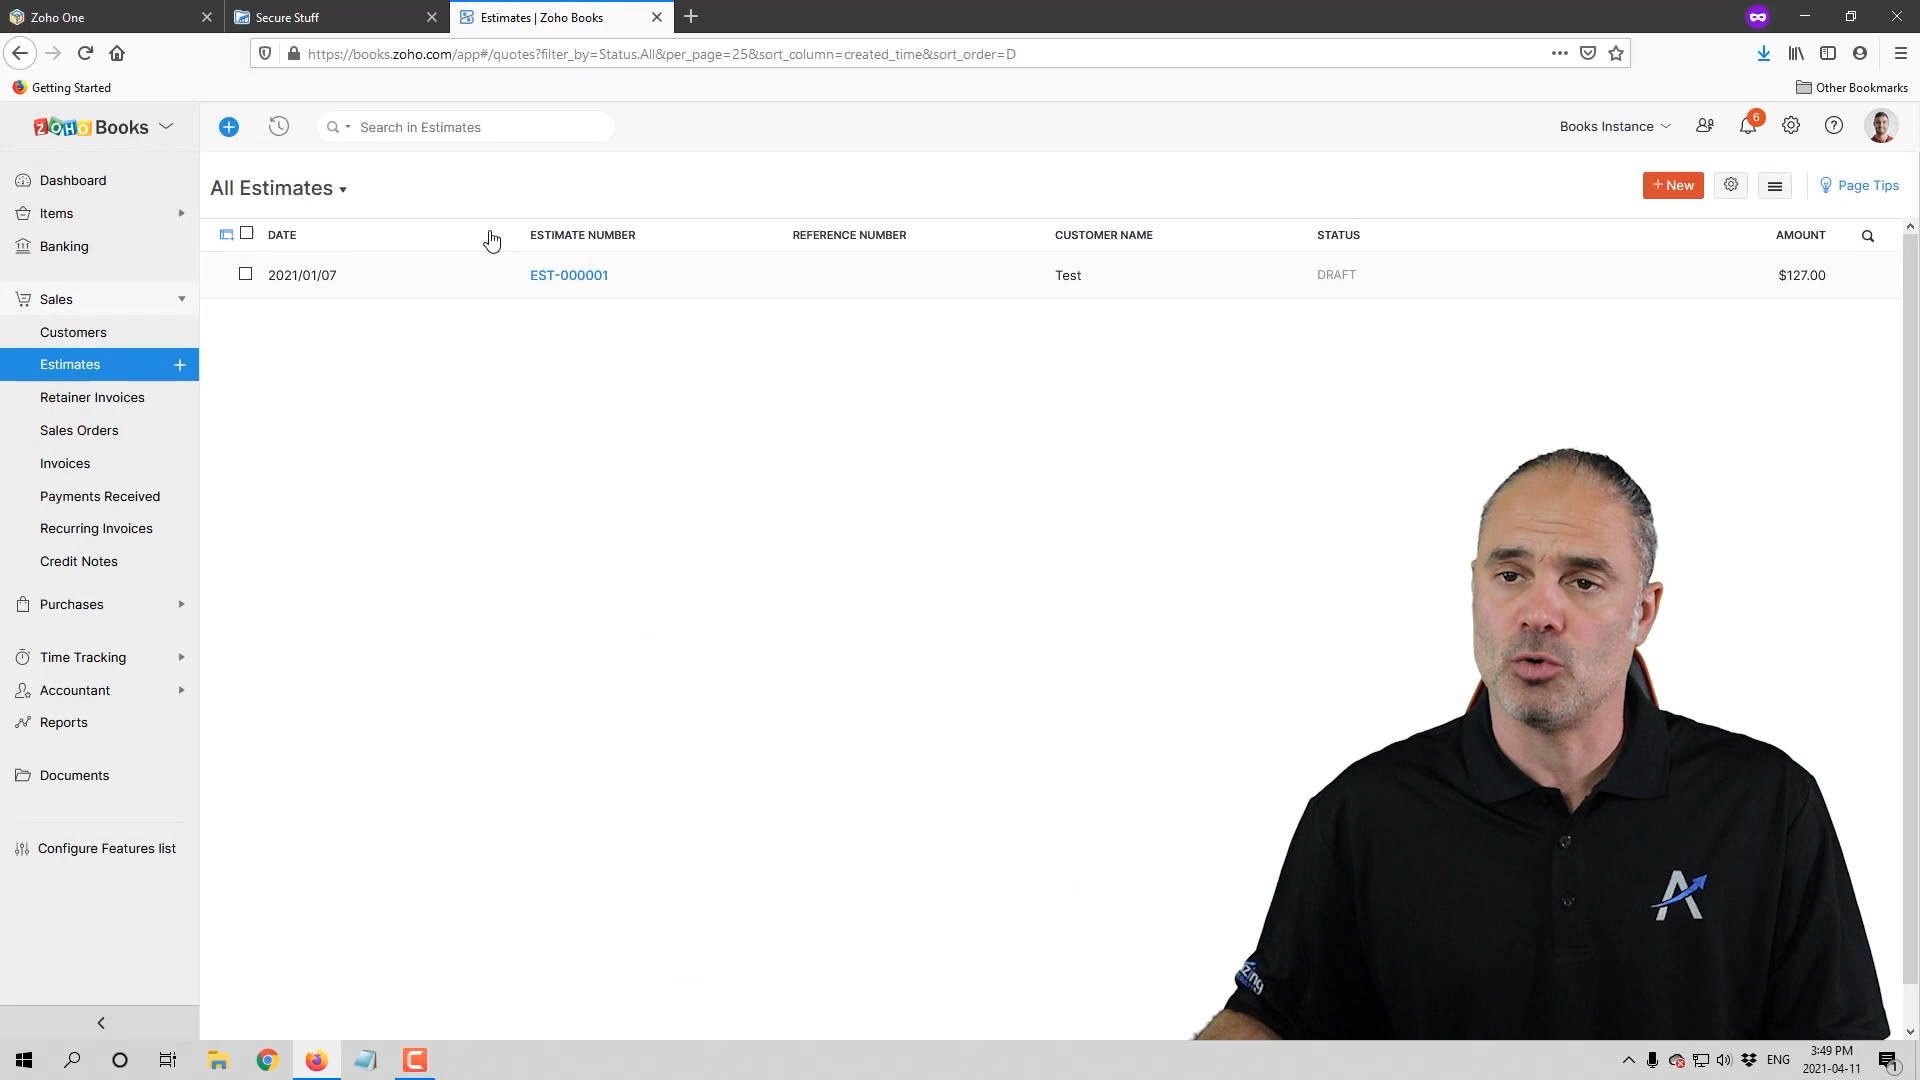 Zoho One
Secure Stuff
Estimates | Zoho Books
https://books.zoho.com/app#/quotes?filter_by=Status.All&per_page=25&sort_column=created_time&sort_order=D
Getting Started
Other Bookmarks
ZOHO Books
Search in Estimates
Books Instance
6
Dashboard
Items
Banking
Sales
Customers
Estimates
Retainer Invoices
Sales Orders
Invoices
Payments Received
Recurring Invoices
Credit Notes
Purchases
Time Tracking
Accountant
Reports
Documents
Configure Features list
All Estimates
+ New
Page Tips
DATE ESTIMATE NUMBER REFERENCE NUMBER CUSTOMER NAME STATUS AMOUNT
2021/01/07 EST-000001 Test DRAFT $127.00
ENG
3:49 PM
2021-04-11
1